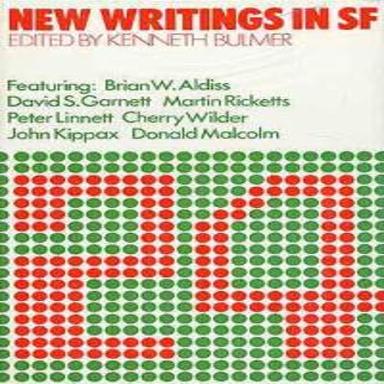 NEW WRITINGS IN SF
EDITED BY KENNETH BULMER
Featuring: Brian W. Aldiss
David S. Garnett Martin Ricketts
Peter Linnett Cherry Wilder
John Kippax Donald Malcolm
24